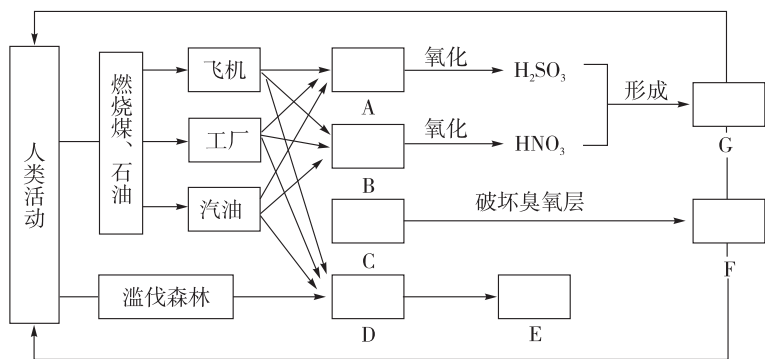 人类活动
燃烧煤、石油
飞机
工厂
汽油
滥伐森林
A
B
C
D
E
氧化
H₂SO₃
氧化
HNO₃
形成
G
破坏臭氧层
F